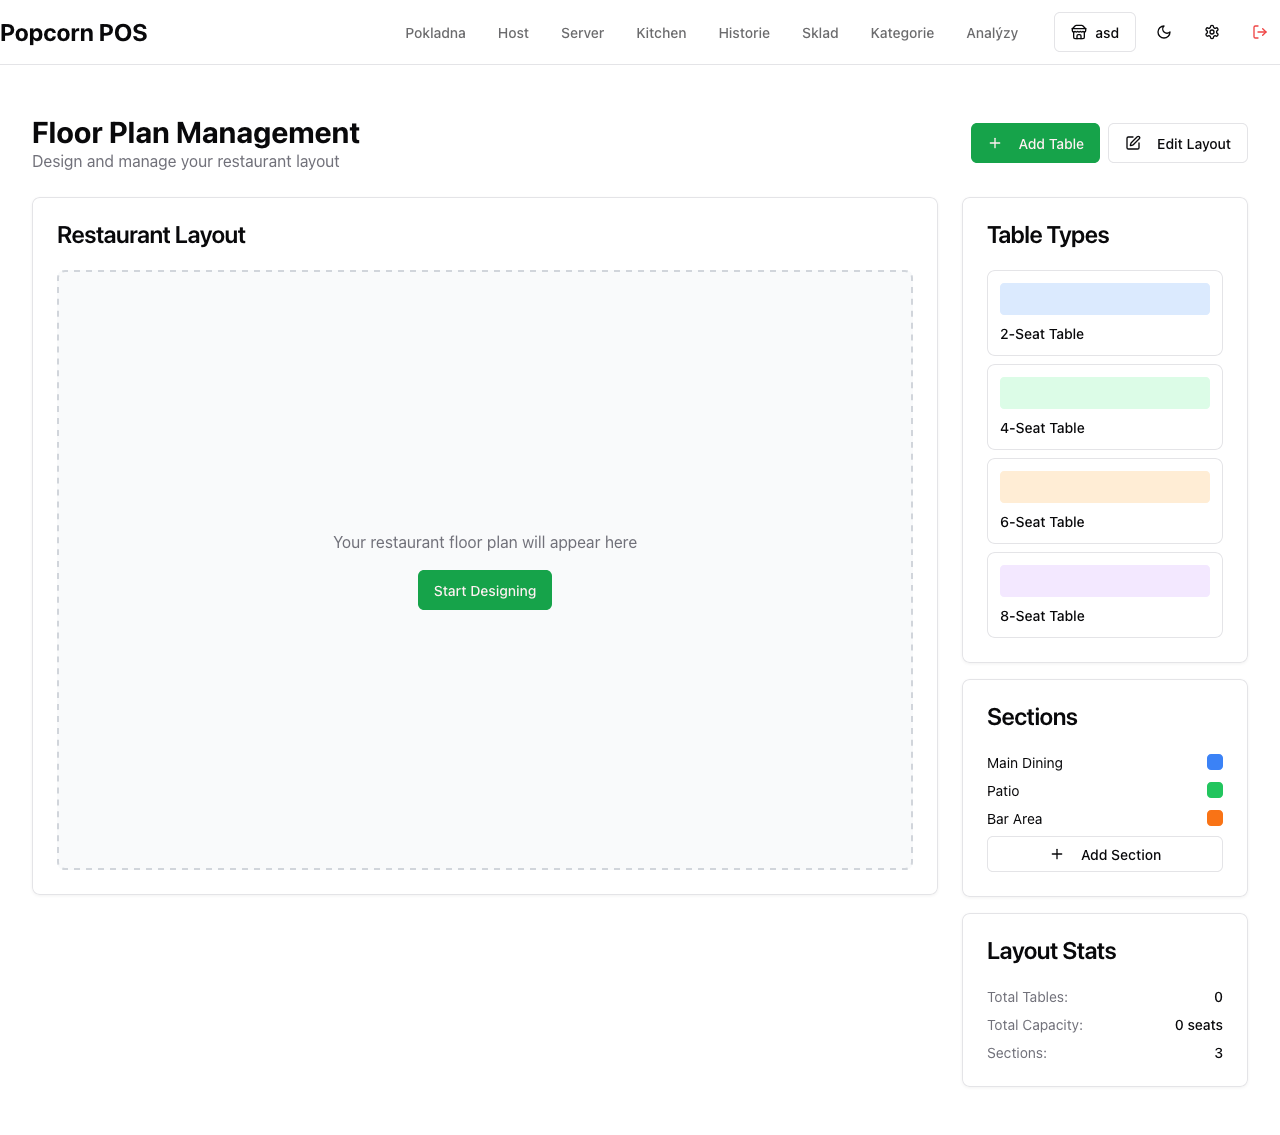 Popcorn POS
Pokladna Host Server Kitchen Historie Sklad Kategorie Analýzy asd
Floor Plan Management
Design and manage your restaurant layout
Add Table Edit Layout
Restaurant Layout
Your restaurant floor plan will appear here
Start Designing
Table Types
2-Seat Table
4-Seat Table
6-Seat Table
8-Seat Table
Sections
Main Dining
Patio
Bar Area
Add Section
Layout Stats
Total Tables: 0
Total Capacity: 0 seats
Sections: 3